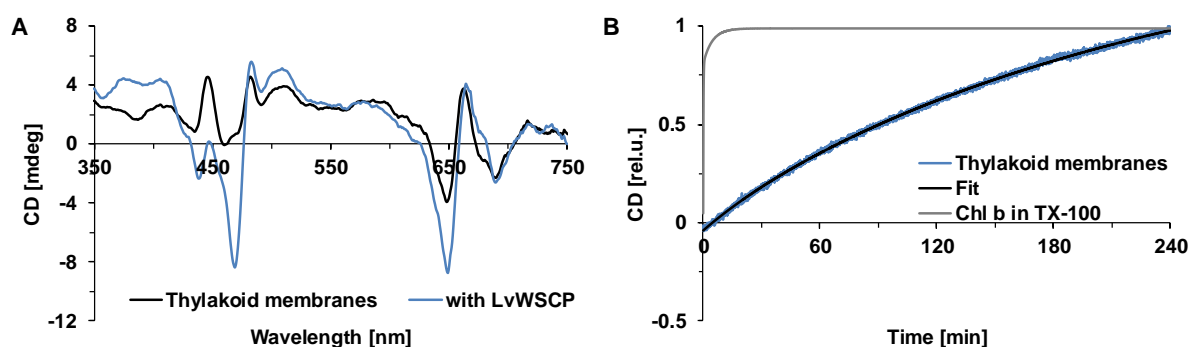 A
8
4
0
-4
-8
-12
350
450
550
650
750
CD [mdeg]
Thylakoid membranes
with LvWSCP
Wavelength [nm]
B
1
0.5
0
-0.5
0
60
120
180
240
CD [rel.u.]
Thylakoid membranes
Fit
Chl b in TX-100
Time [min]